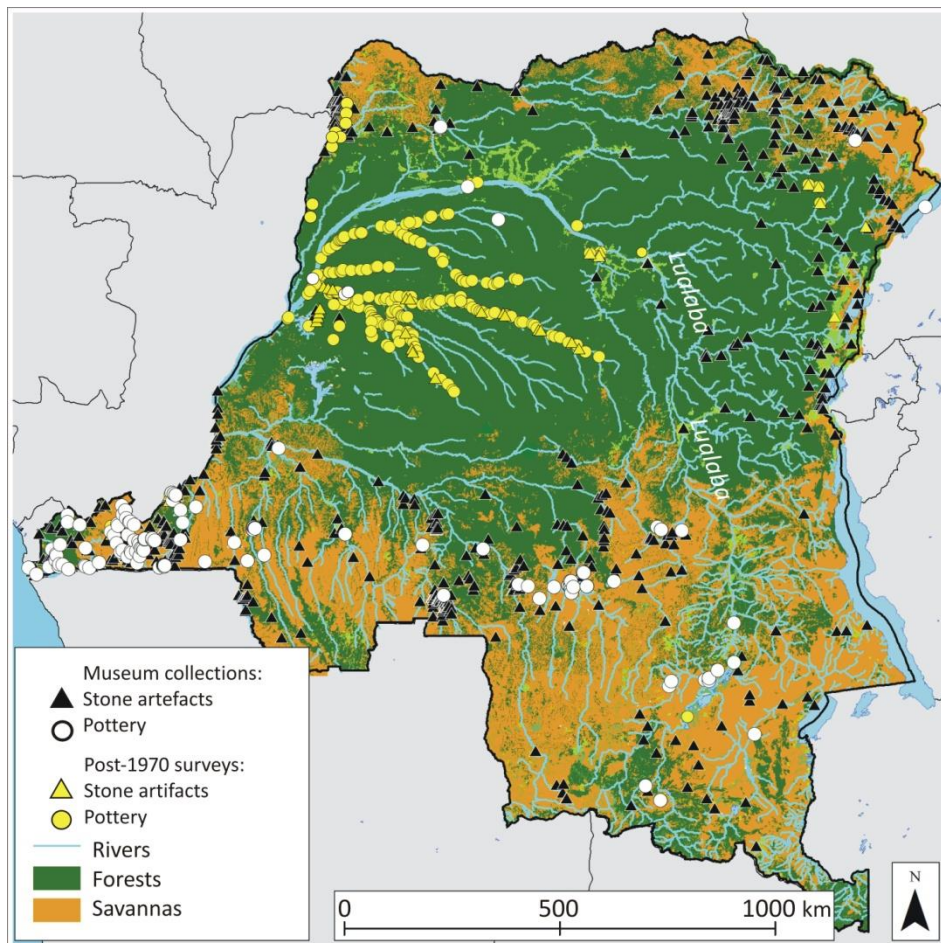 Lualaba
Lualaba
Museum collections:
Stone artefacts
Pottery
Post-1970 surveys:
Stone artifacts
Pottery
Rivers
Forests
Savannas
0 500 1000 km
N